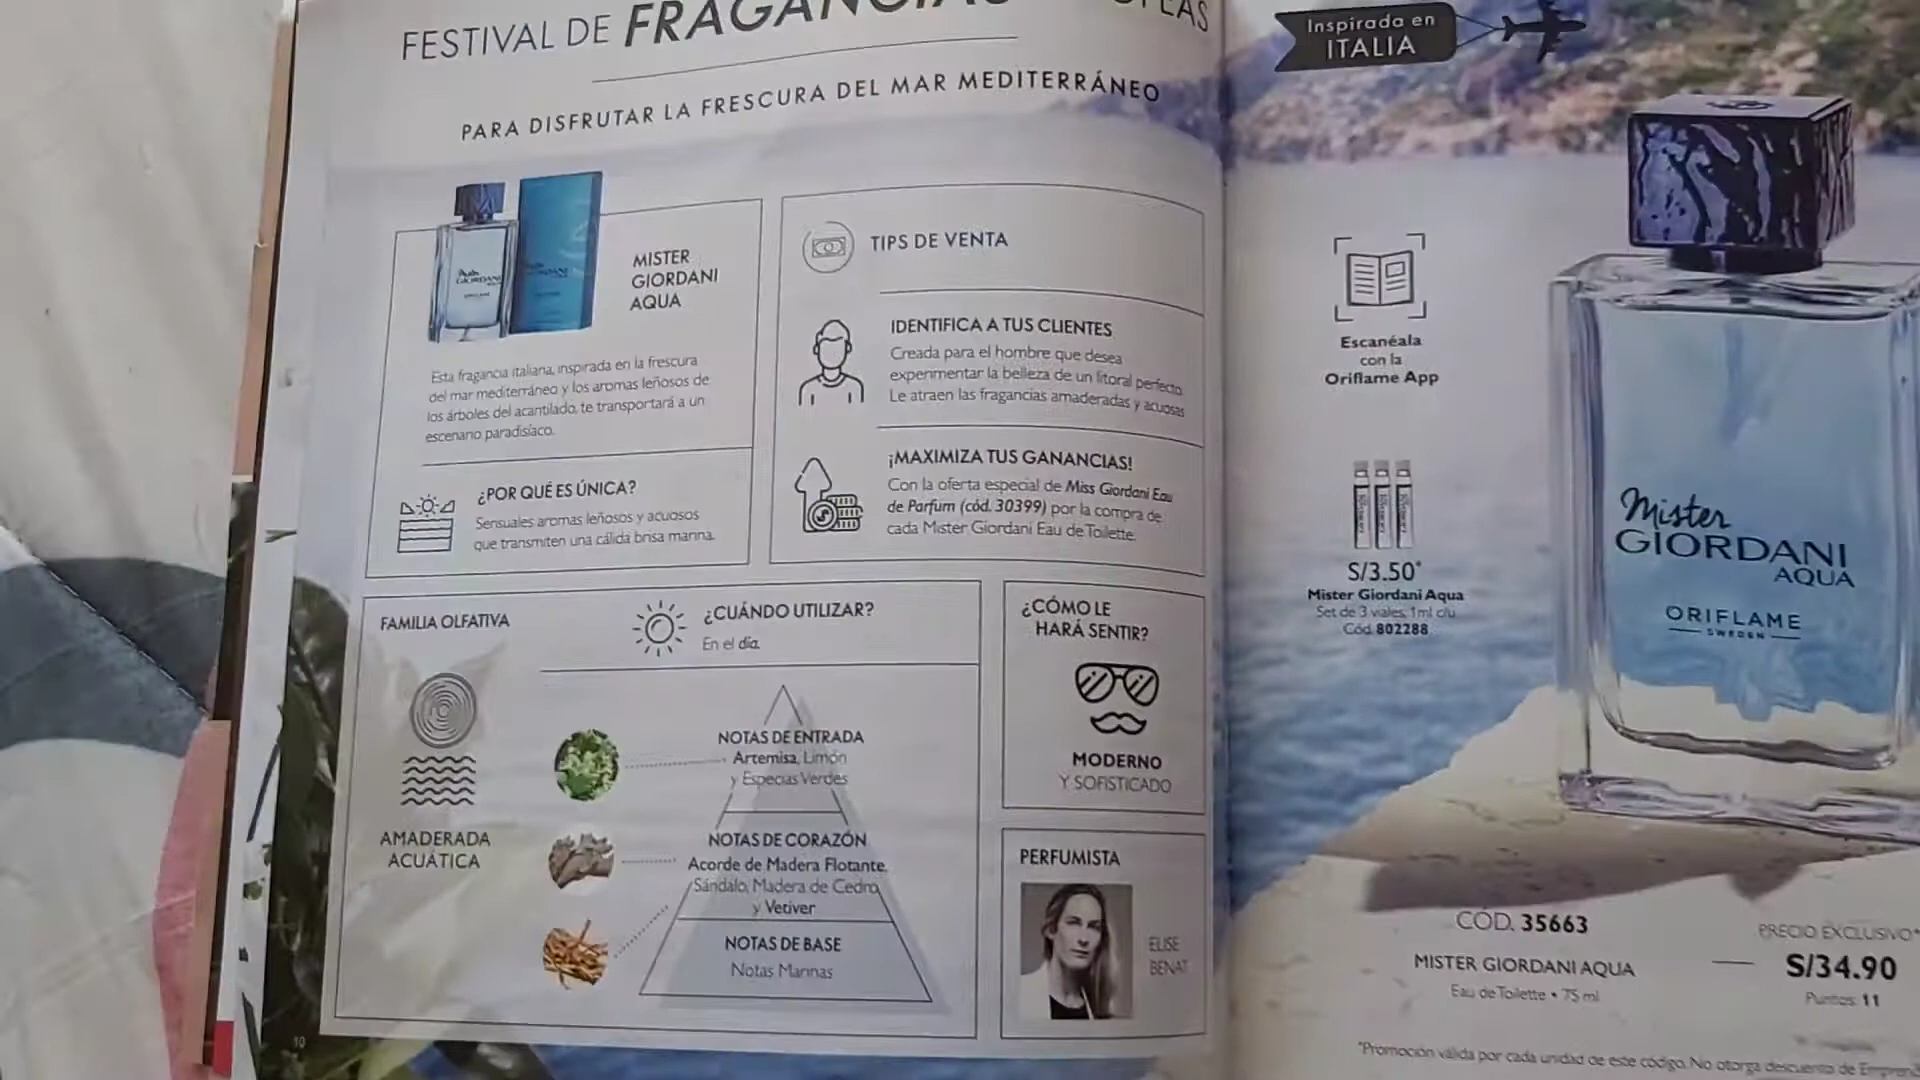 FESTIVAL DE FRAGANCIAS
PARA DISFRUTAR LA FRESCURA DEL MAR MEDITERRÁNEO
MISTER
GIORDANI
AQUA
Esta fragancia italiana, inspirada en la frescura
del mar mediterráneo y los aromas leñosos de
los árboles del acantilado, te transportará a un
escenario paradisíaco.
¿POR QUÉ ES ÚNICA?
Sensuales aromas leñosos y acuosos
que transmiten una cálida brisa marina.
TIPS DE VENTA
IDENTIFICA A TUS CLIENTES
Creada para el hombre que desea
experimentar la belleza de un litoral perfecto.
Le atraen las fragancias amaderadas y acuosas
¡MAXIMIZA TUS GANANCIAS!
Con la oferta especial de Miss Giordani Eau
de Parfum (cód. 30399) por la compra de
cada Mister Giordani Eau de Toilette.
FAMILIA OLFATIVA
AMADERADA
ACUÁTICA
¿CUÁNDO UTILIZAR?
En el día.
NOTAS DE ENTRADA
Artemisa, Limón
y Especias Verdes
NOTAS DE CORAZÓN
Acorde de Madera Flotante,
Sándalo, Madera de Cedro
y Vetiver
NOTAS DE BASE
Notas Marinas
¿CÓMO LE
HARÁ SENTIR?
MODERNO
Y SOFISTICADO
PERFUMISTA
ELISE
BENAT
10
Inspirada en
ITALIA
Escanéala
con la
Oriflame App
S/3.50*
Mister Giordani Aqua
Set de 3 viales, 1ml c/u
Cód. 802288
Mister
GIORDANI
AQUA
ORIFLAME
SWEDEN
CÓD. 35663
MISTER GIORDANI AQUA
Eau de Toilette • 75 ml
PRECIO EXCLUSIVO*
S/34.90
Puntos: 11
*Promoción válida por cada unidad de este código. No otorga descuento de